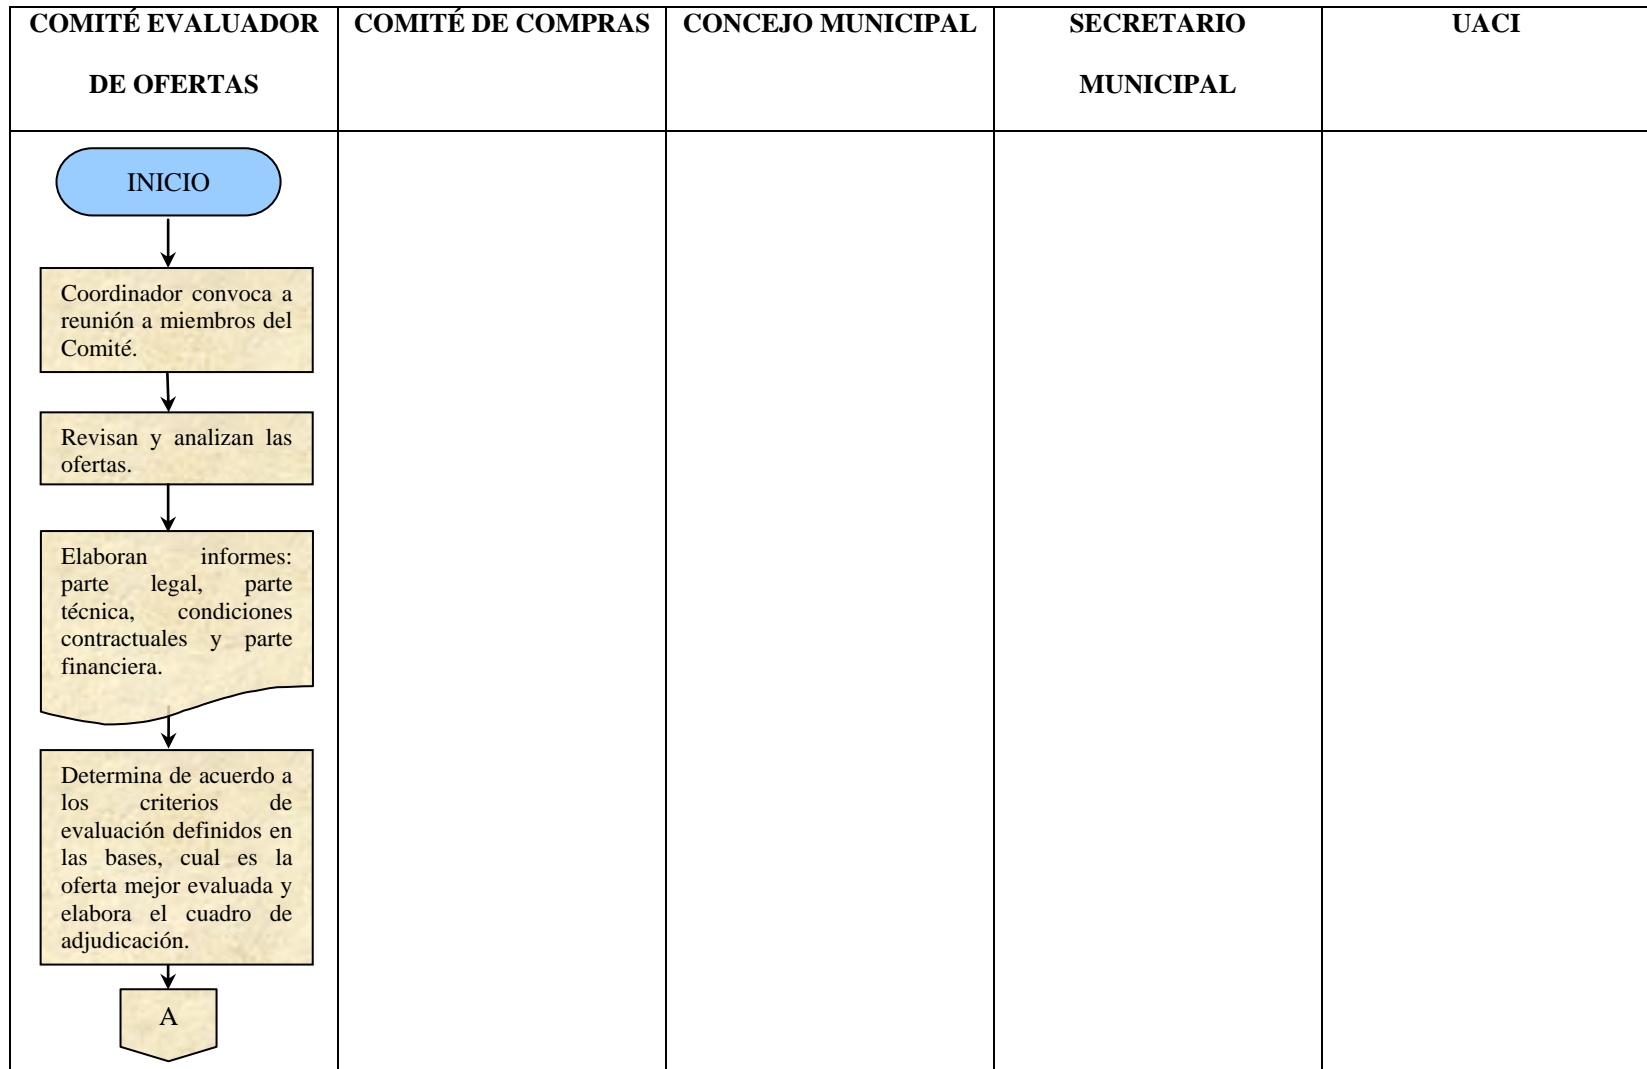 COMITÉ EVALUADOR
DE OFERTAS
COMITÉ DE COMPRAS
CONCEJO MUNICIPAL
SECRETARIO
MUNICIPAL
UACI
INICIO
Coordinador convoca a
reunión a miembros del
Comité.
Revisan y analizan las
ofertas.
Elaboran informes:
parte legal, parte
técnica, condiciones
contractuales y parte
financiera.
Determina de acuerdo a
los criterios de
evaluación definidos en
las bases, cual es la
oferta mejor evaluada y
elabora el cuadro de
adjudicación.
A